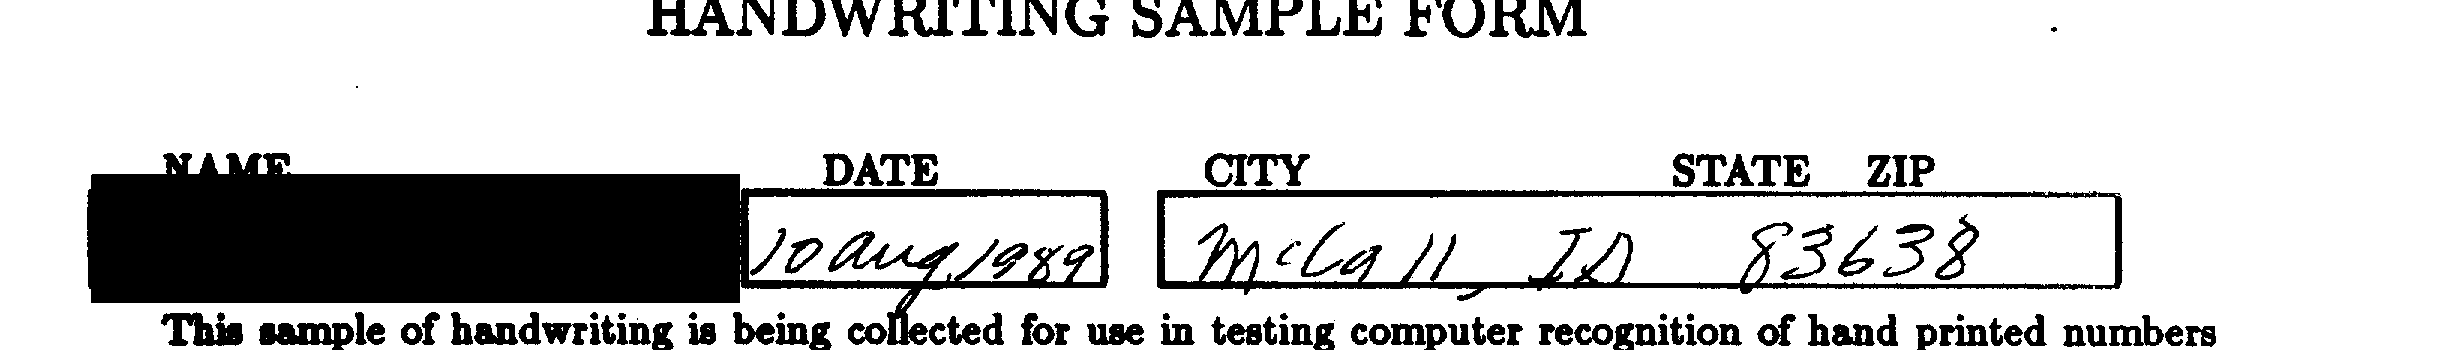 HANDWRITING SAMPLE FORM
NAME DATE CITY STATE ZIP
10 Aug, 1989 McCall, ID 83638
This sample of handwriting is being collected for use in testing computer recognition of hand printed numbers